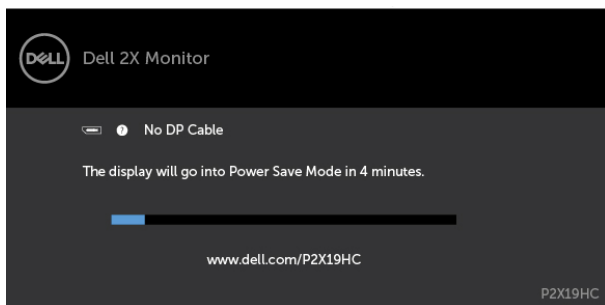 DELL
Dell 2X Monitor
? No DP Cable
The display will go into Power Save Mode in 4 minutes.
www.dell.com/P2X19HC
P2X19HC